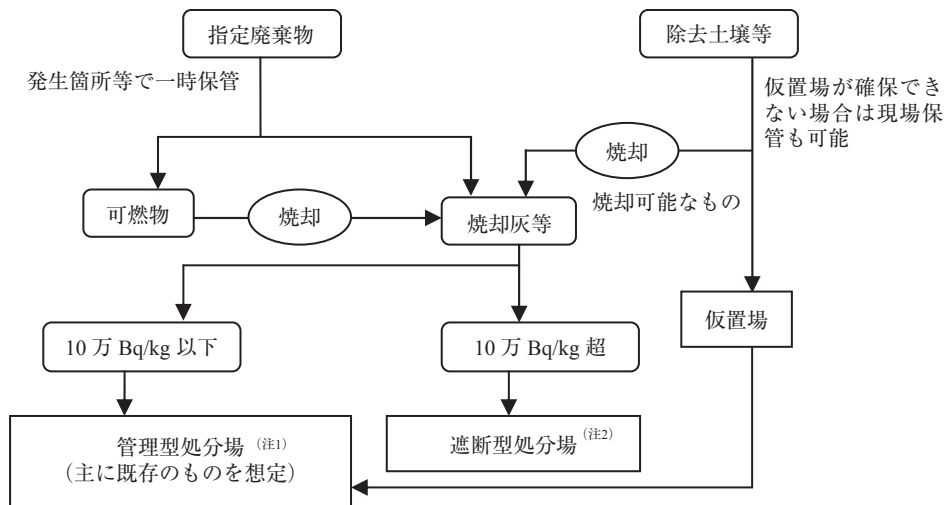 指定廃棄物
除去土壌等
発生箇所等で一時保管
仮置場が確保でき
ない場合は現場保
管も可能
焼却
焼却可能なもの
可燃物
焼却
焼却灰等
仮置場
10 万 Bq/kg 以下
10 万 Bq/kg 超
管理型処分場 (注1)
（主に既存のものを想定）
遮断型処分場 (注2)